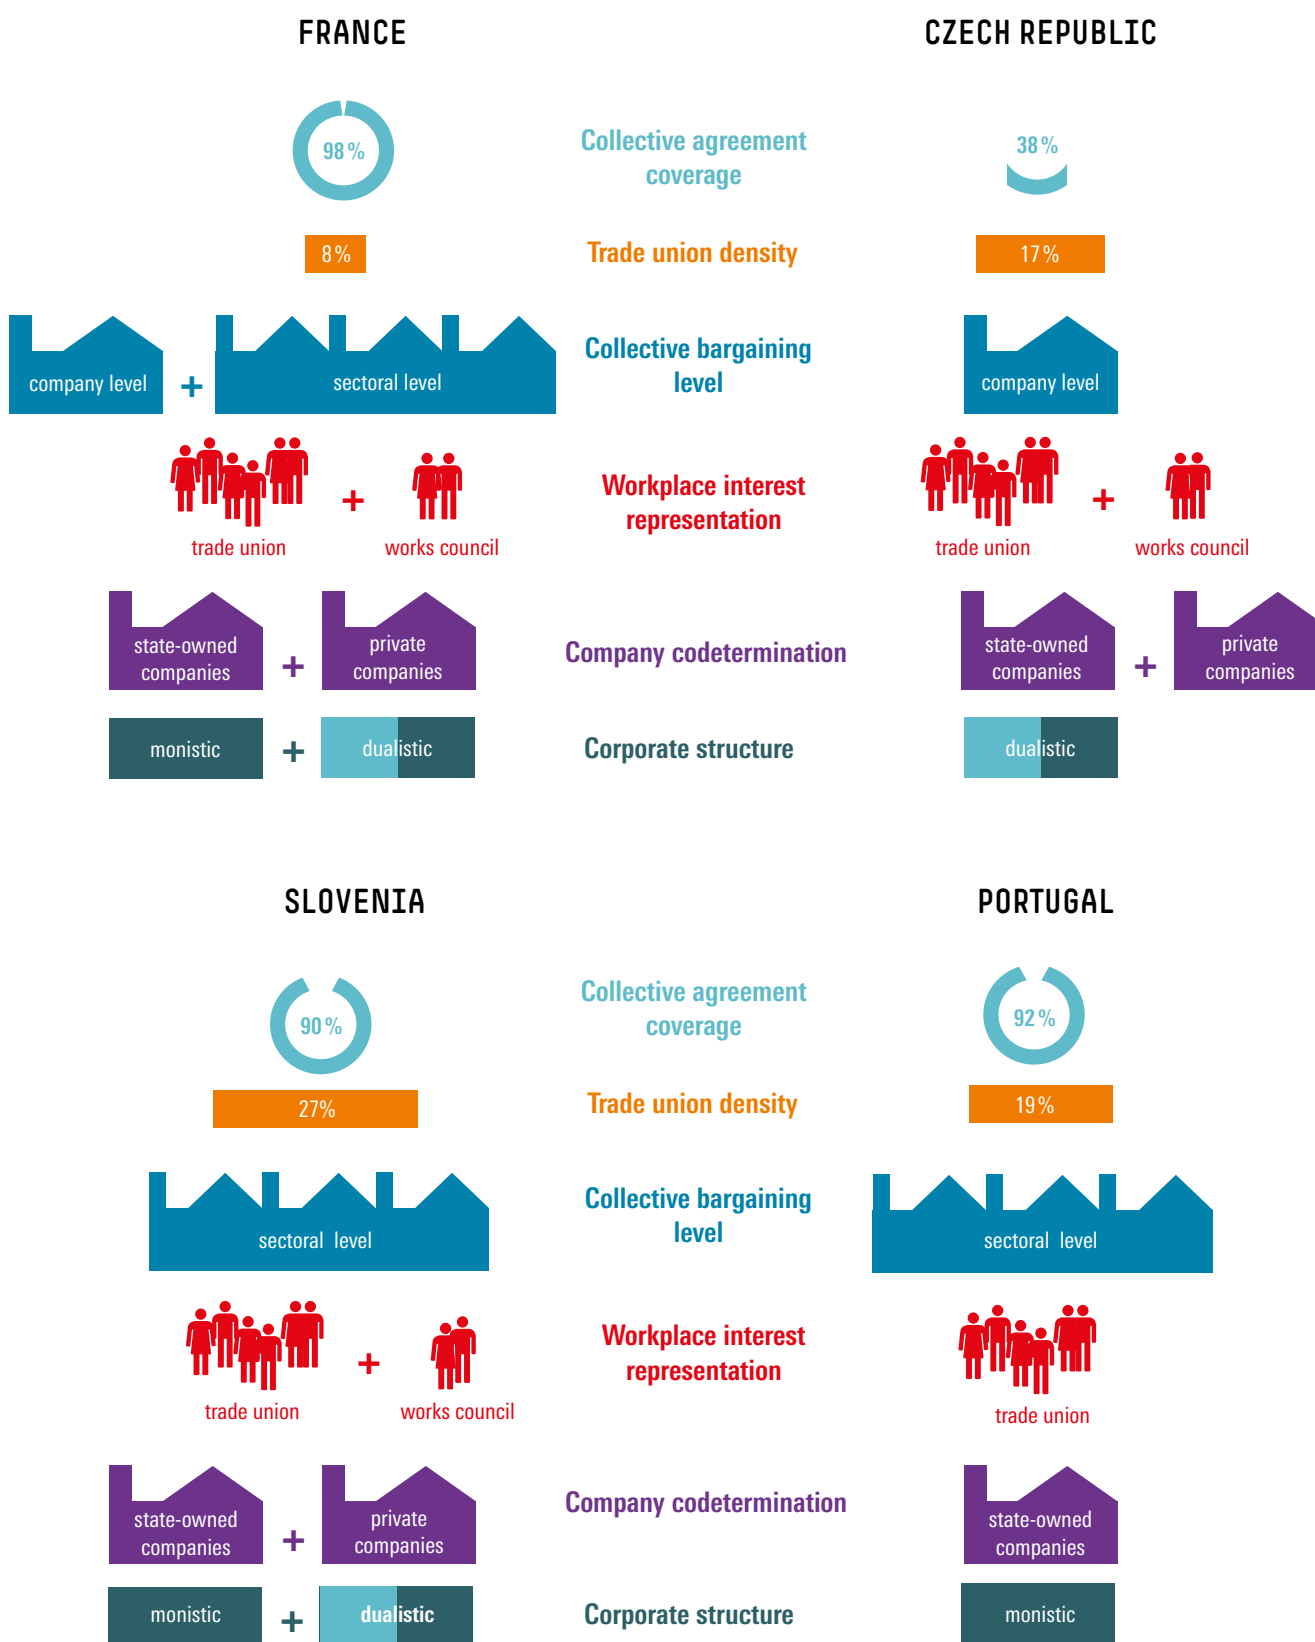 FRANCE
CZECH REPUBLIC
98 %
Collective agreement
coverage
38 %
8 %
Trade union density
17 %
company level
+
sectoral level
Collective bargaining
level
company level
+
trade union
works council
Workplace interest
representation
+
trade union
works council
state-owned
companies
+
private
companies
Company codetermination
state-owned
companies
+
private
companies
monistic
+
dualistic
Corporate structure
dualistic
SLOVENIA
PORTUGAL
90 %
Collective agreement
coverage
92 %
27%
Trade union density
19 %
sectoral level
Collective bargaining
level
sectoral level
+
trade union
works council
Workplace interest
representation
trade union
state-owned
companies
+
private
companies
Company codetermination
state-owned
companies
monistic
+
dualistic
Corporate structure
monistic